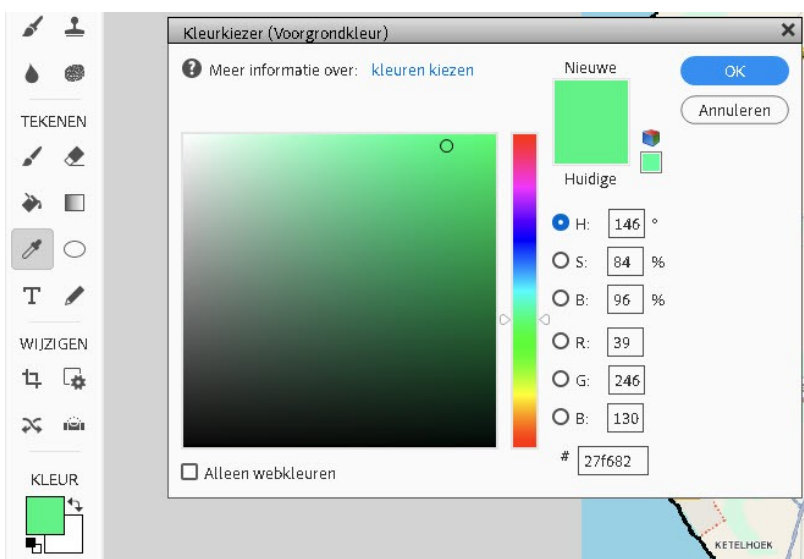 Kleurkiezer (Voorgrondkleur)
Meer informatie over: kleuren kiezen
Nieuwe
OK
Annuleren
Huidige
H: 146 °
S: 84 %
B: 96 %
R: 39
G: 246
B: 130
# 27f682
Alleen webkleuren
TEKENEN
T
WIJZIGEN
KLEUR
KETELHOEK